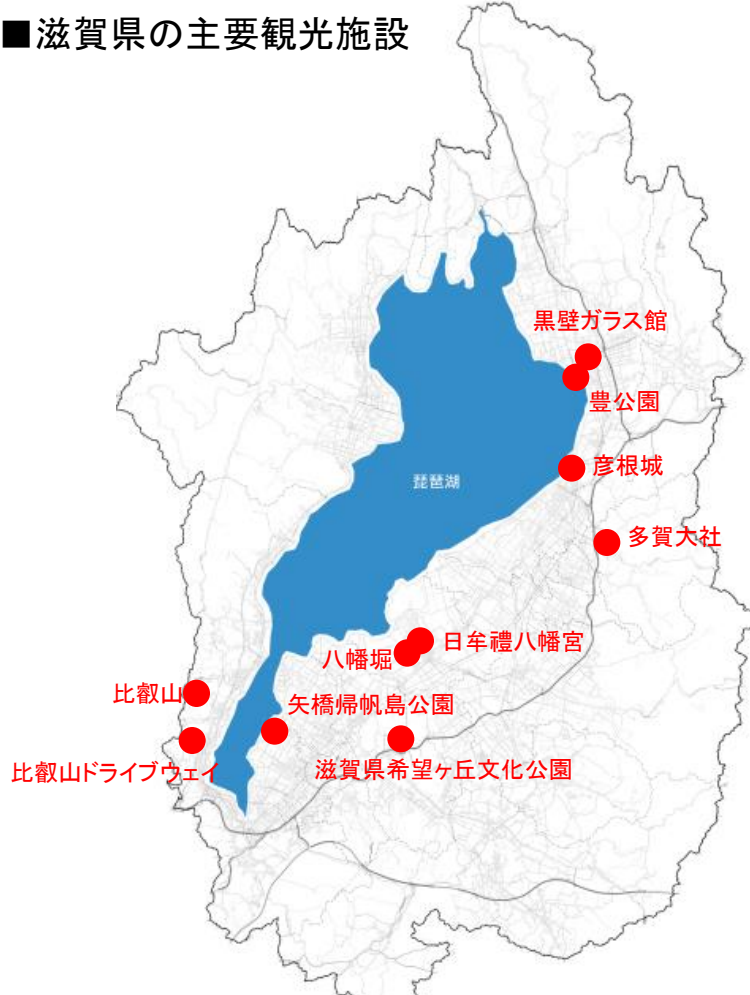 ■滋賀県の主要観光施設
黒壁ガラス館
豊公園
彦根城
琵琶湖
多賀大社
日牟禮八幡宮
八幡堀
比叡山
矢橋帰帆島公園
比叡山ドライブウェイ
滋賀県希望ヶ丘文化公園